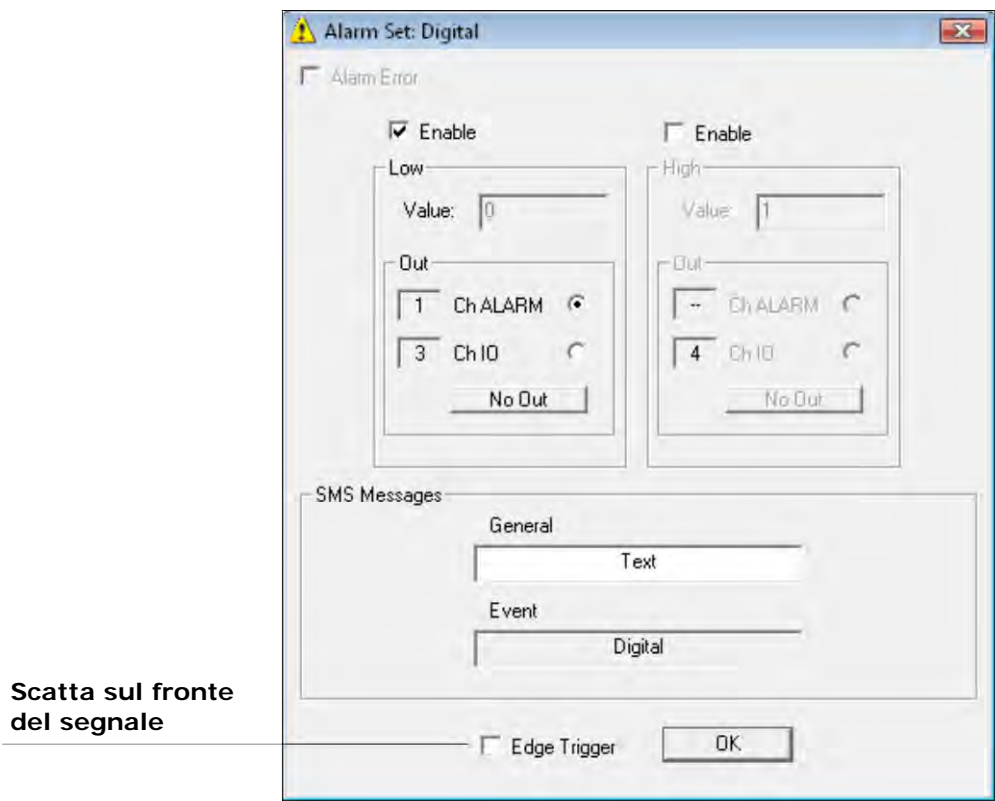 Alarm Set: Digital
Alarm Error
Enable
Enable
Low
High
Value: 0
Value: 1
Out
Out
1 Ch ALARM
-- Ch ALARM
3 Ch IO
4 Ch IO
No Out
No Out
SMS Messages
General
Text
Event
Digital
Scatta sul fronte
del segnale
Edge Trigger
OK